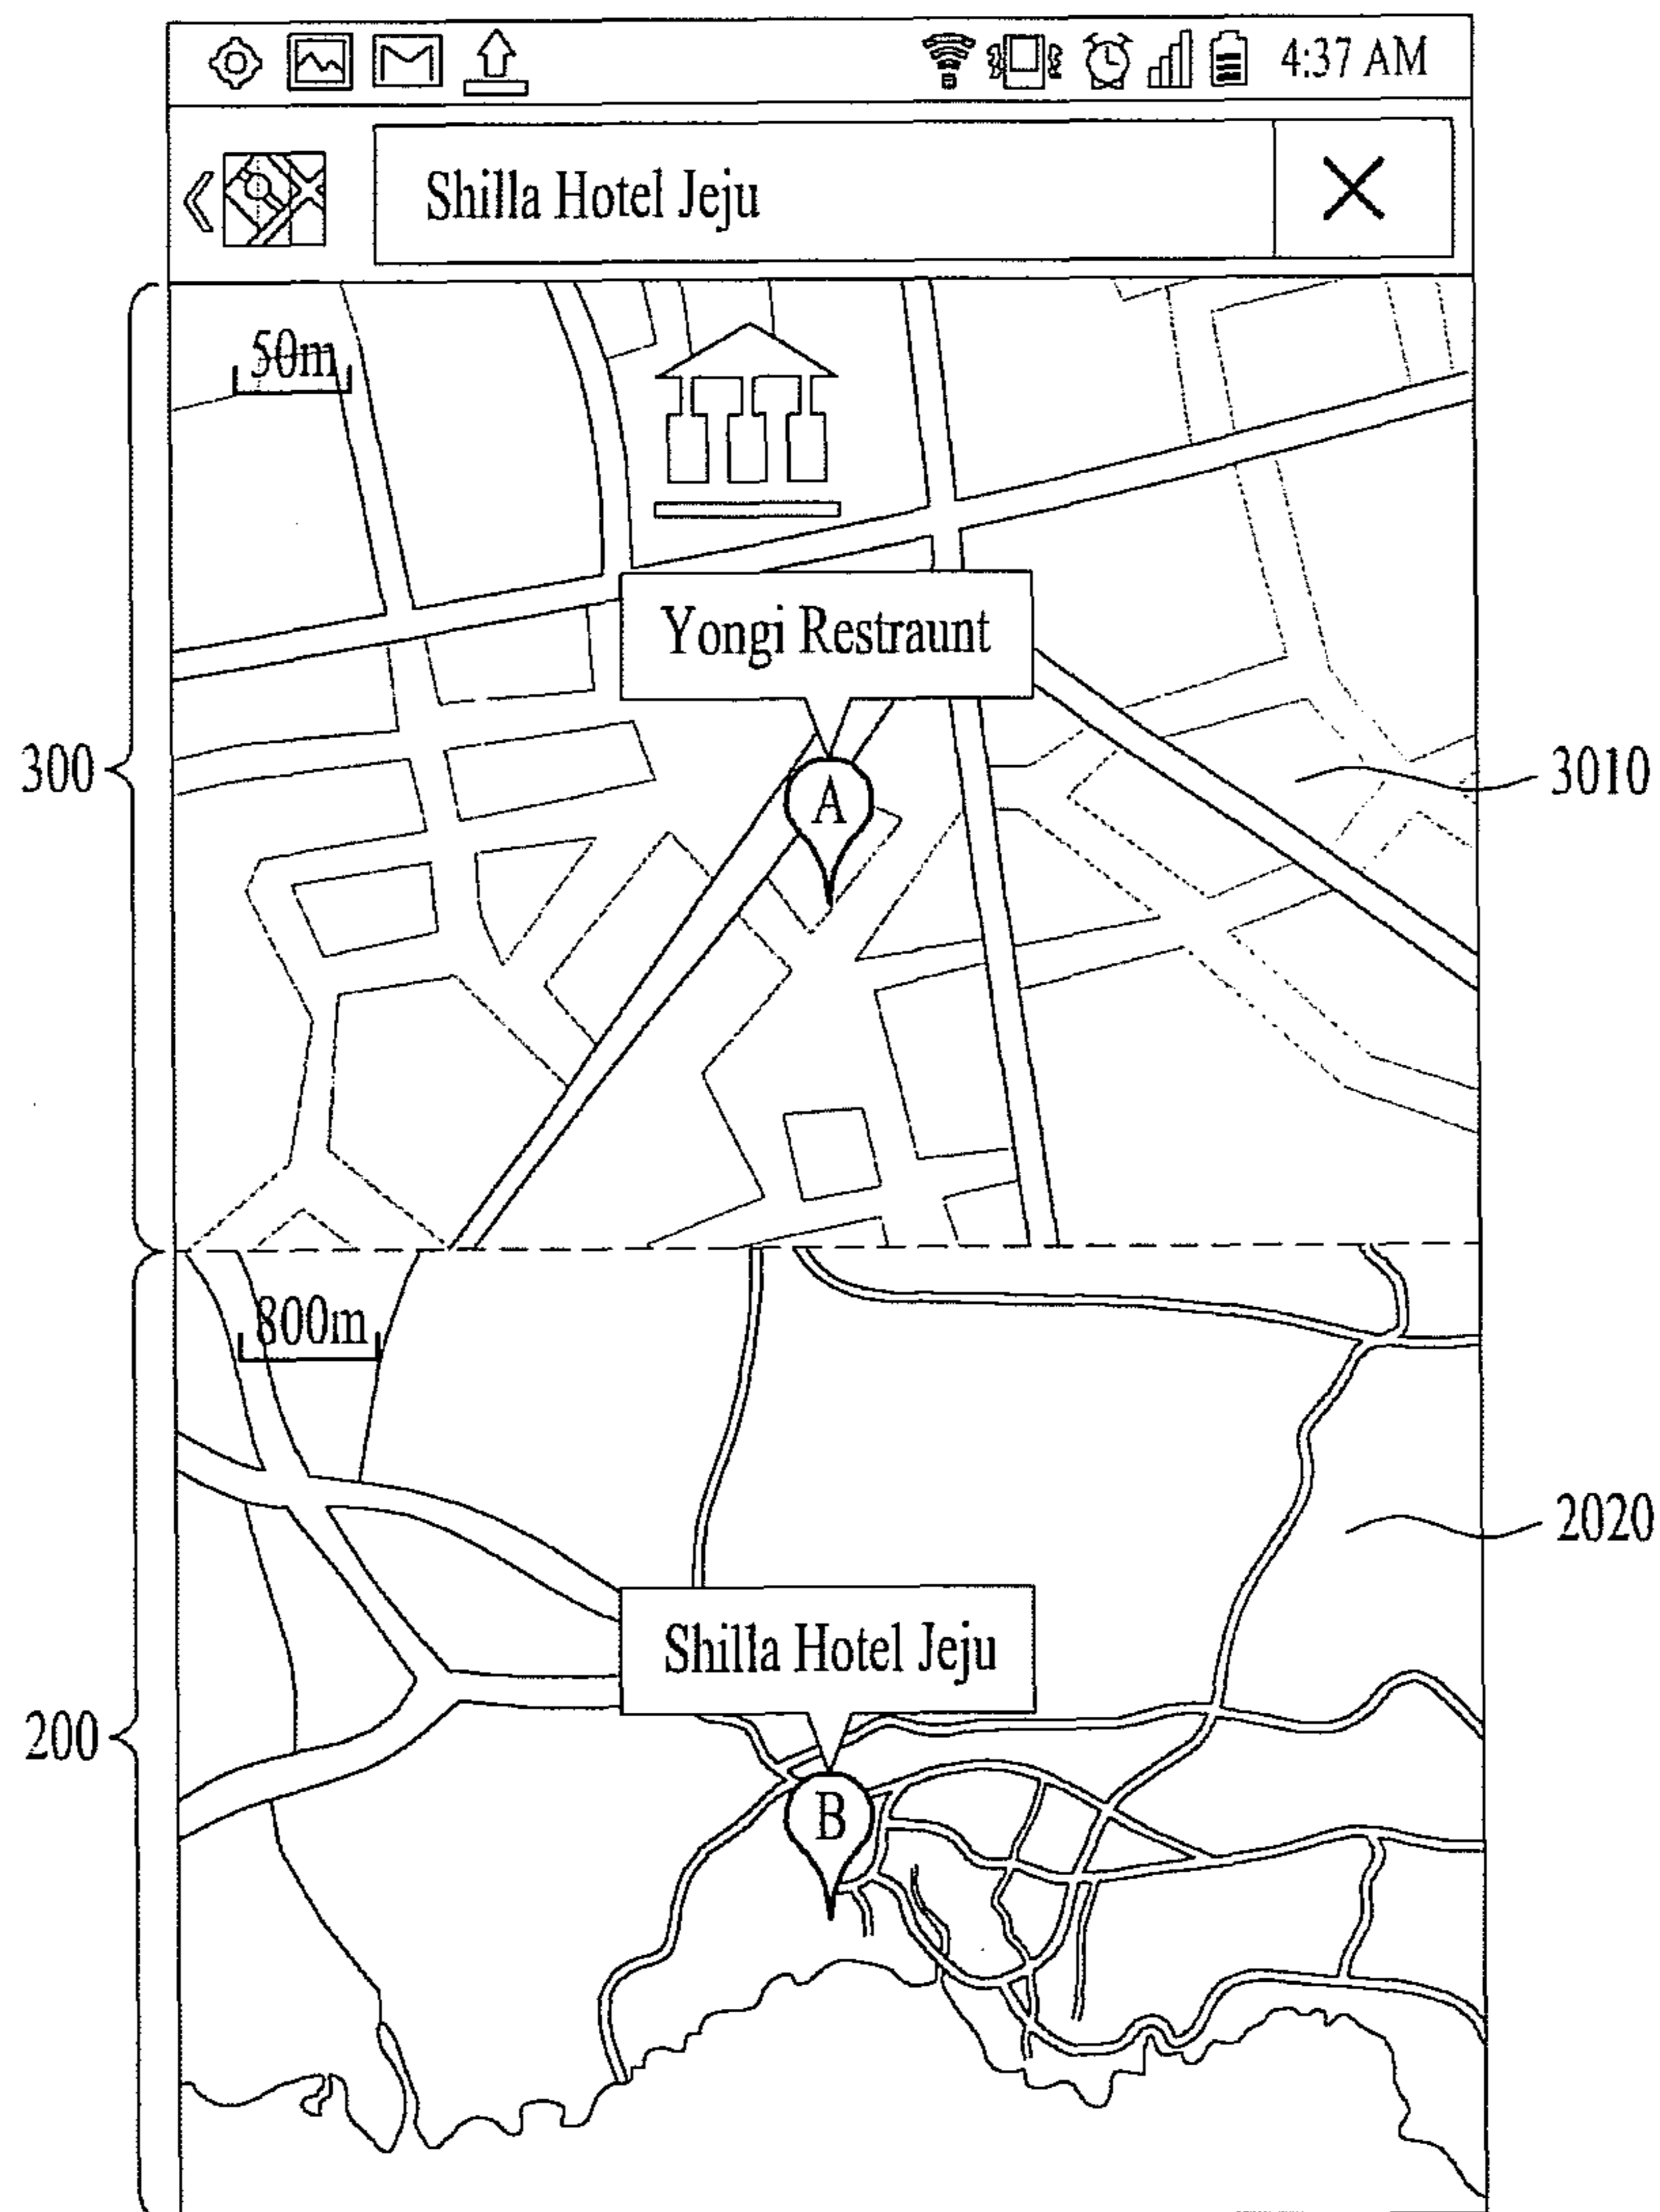 4:37 AM
Shilla Hotel Jeju
50m
Yongi Restraunt
A
300
3010
800m
2020
Shilla Hotel Jeju
200
B